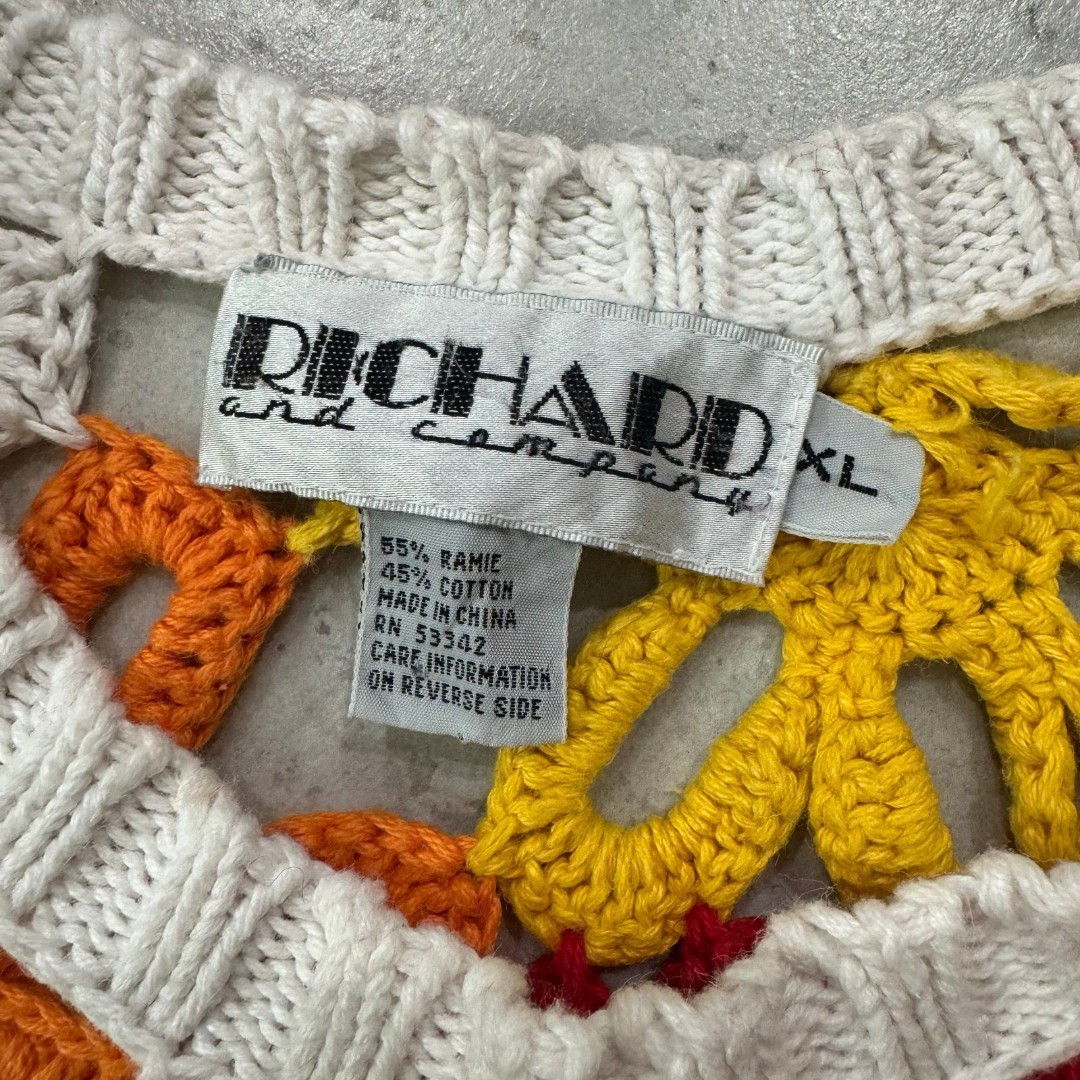 RICHARD
and company
XL
55% RAMIE
45% COTTON
MADE IN CHINA
RN 53342
CARE INFORMATION
ON REVERSE SIDE